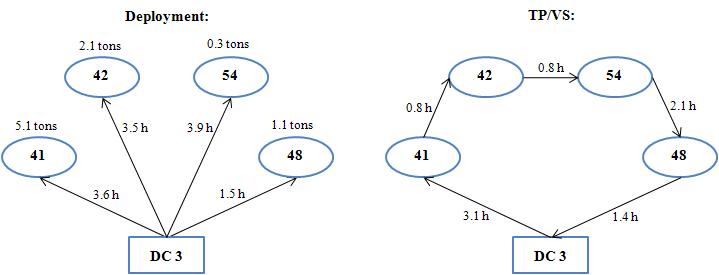 Deployment:
2.1 tons
0.3 tons
42
54
5.1 tons
1.1 tons
41
48
3.5 h
3.9 h
3.6 h
1.5 h
DC 3
TP/VS:
0.8 h
42
54
0.8 h
2.1 h
41
48
3.1 h
1.4 h
DC 3